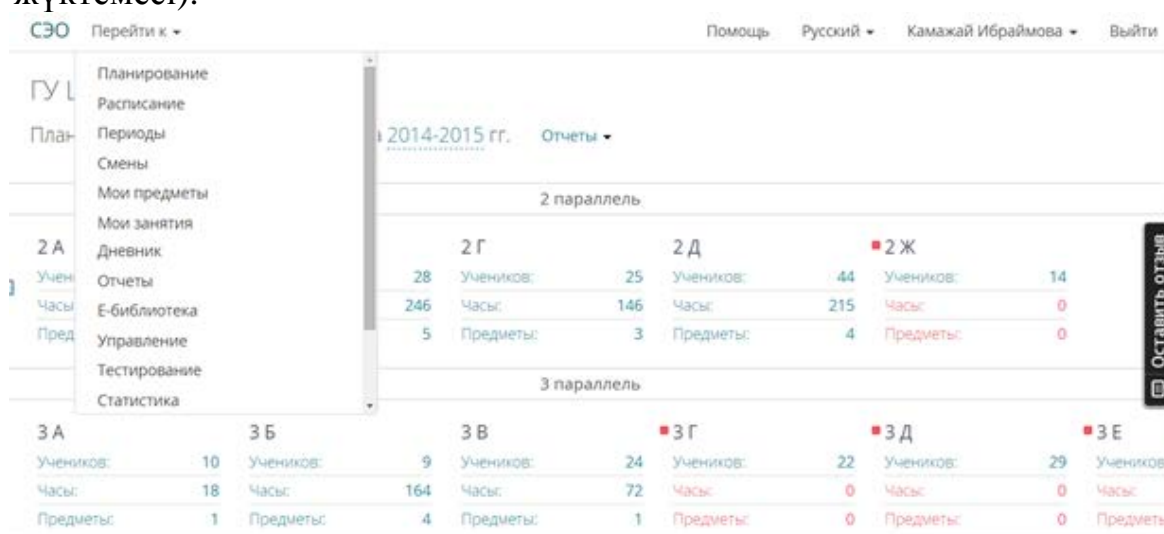 жүктемесі).
СЭО Перейти к Помощь Русский Камажай Ибраймова Выйти
Планирование
Расписание
Периоды
Смены
Мои предметы
Мои занятия
Дневник
Отчеты
Е-библиотека
Управление
Тестирование
Статистика
ГУ
2014-2015 гг. Отчеты
2 параллель
2 А 2 Г 2 Д 2 Ж
28 Учеников: 25 Учеников: 44 Учеников: 14
Часы 246 Часы: 146 Часы: 215 Часы: 0
5 Предметы: 3 Предметы: 4 Предметы: 0
3 параллель
3 А 3 Б 3 В 3 Г 3 Д 3 Е
Учеников: 10 Учеников: 9 Учеников: 24 Учеников: 22 Учеников: 29 Учеников
Часы: 18 Часы: 164 Часы: 72 Часы: 0 Часы: 0 Часы:
Предметы: 1 Предметы: 4 Предметы: 1 Предметы: 0 Предметы: 0 Предметы
Оставить отзыв